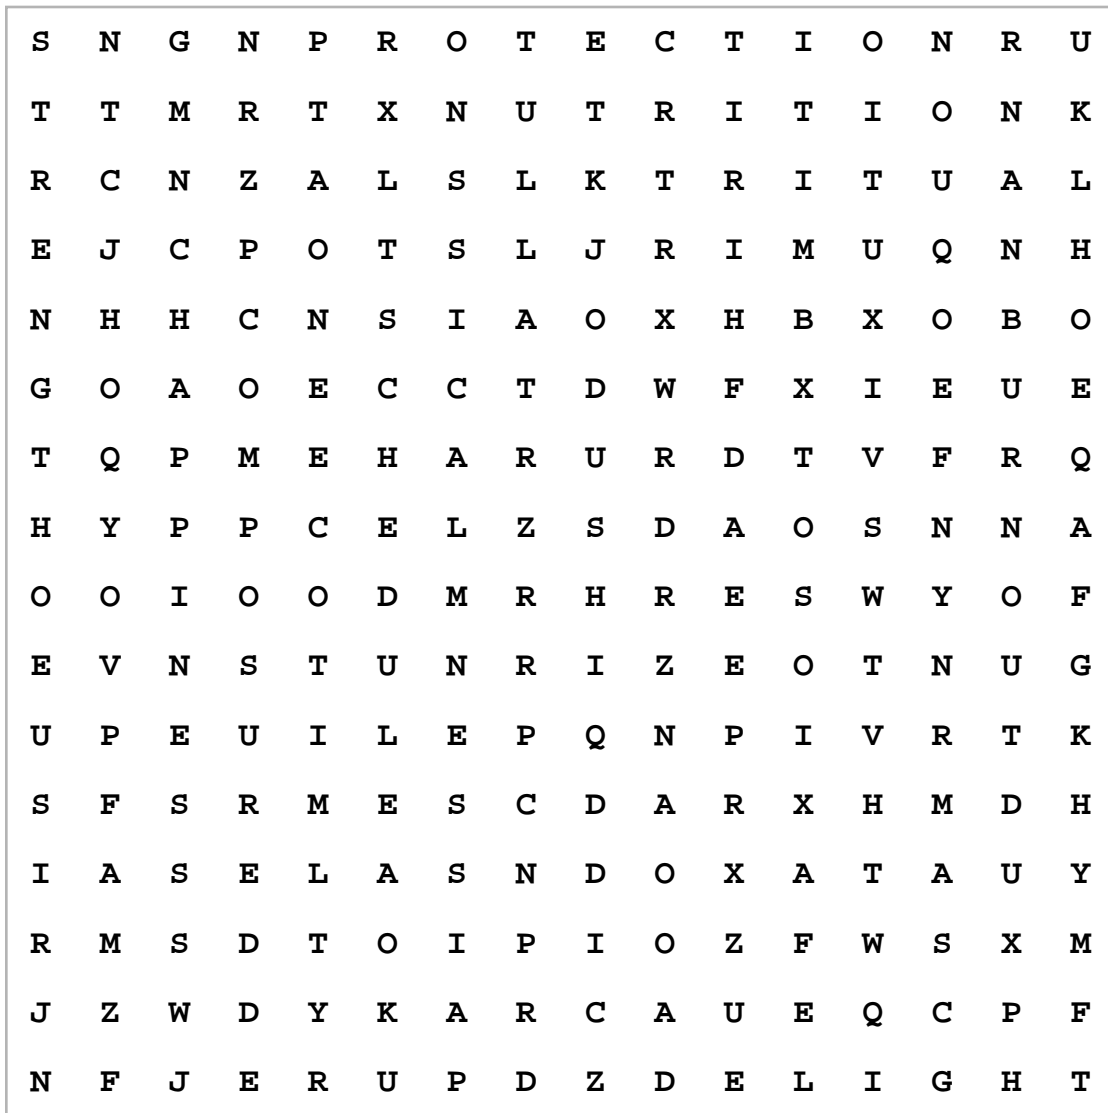 S N G N P R O T E C T I O N R U
T T M R T X N U T R I T I O N K
R C N Z A L S L K T R I T U A L
E J C P O T S L J R I M U Q N H
N H H C N S I A O X H B X O B O
G O A O E C C T D W F X I E U E
T Q P M E H A R U R D T V F R Q
H Y P P C E L Z S D A O S N N A
O O I O O D M R H R E S W Y O F
E V N S T U N R I Z E O T N U G
U P E U I L E P Q N P I V R T K
S F S R M E S C D A R X H M D H
I A S E L A S N D O X A T A U Y
R M S D T O I P I O Z F W S X M
J Z W D Y K A R C A U E Q C P F
N F J E R U P D Z D E L I G H T